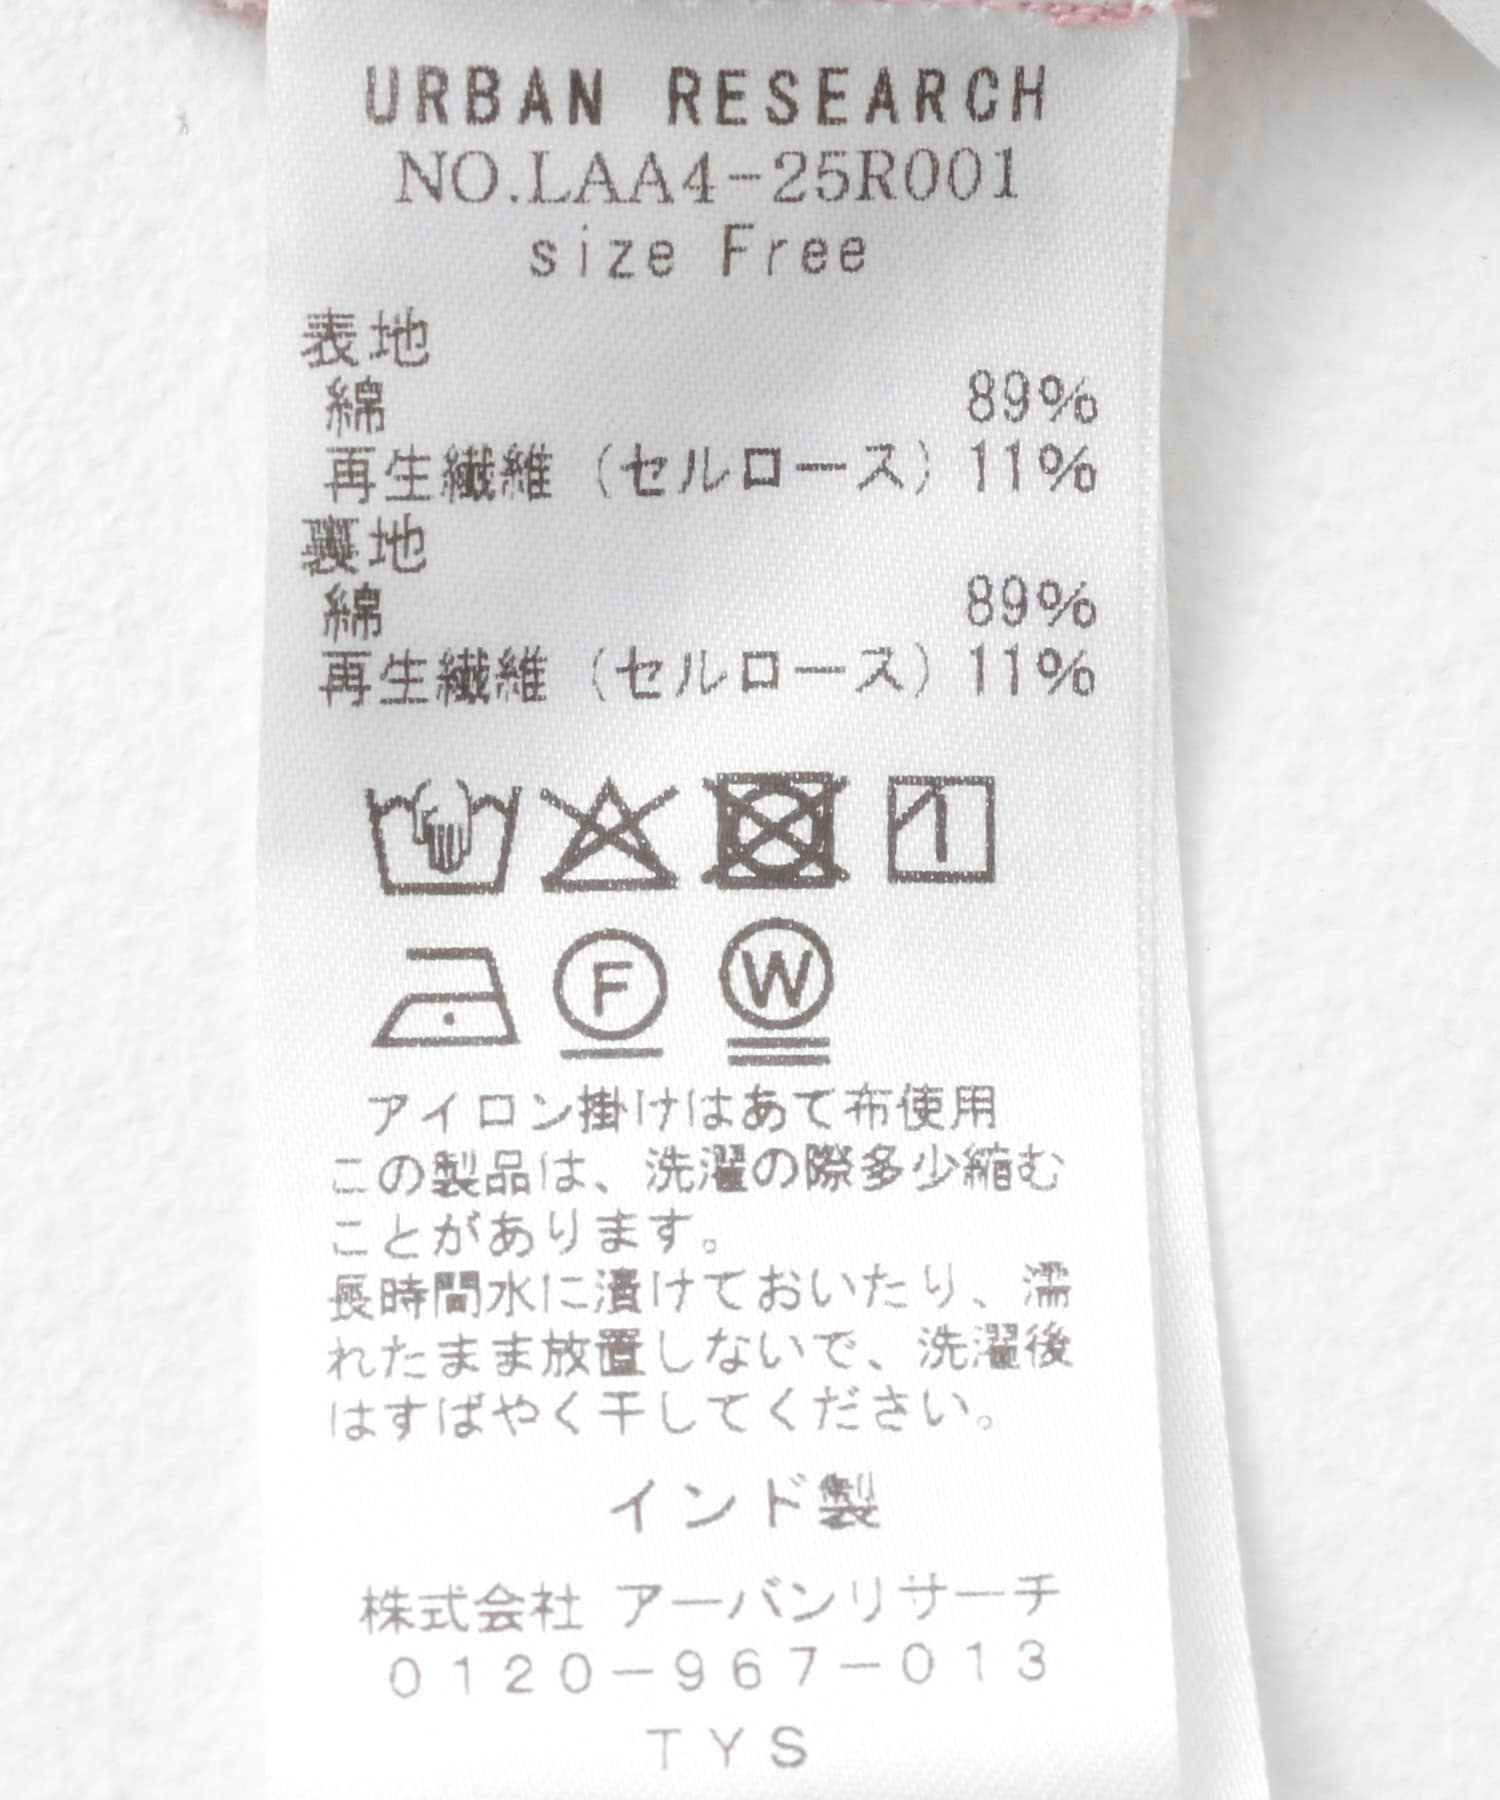 URBAN RESEARCH
NO.LAA4-25R001
size Free
表地
綿 89%
再生繊維（セルロース）11%
裏地
綿 89%
再生繊維（セルロース）11%
F W
アイロン掛けはあて布使用
この製品は、洗濯の際多少縮む
ことがあります。
長時間水に漬けておいたり、濡
れたまま放置しないで、洗濯後
はすばやく干してください。
インド製
株式会社 アーバンリサーチ
0120-967-013
TYS